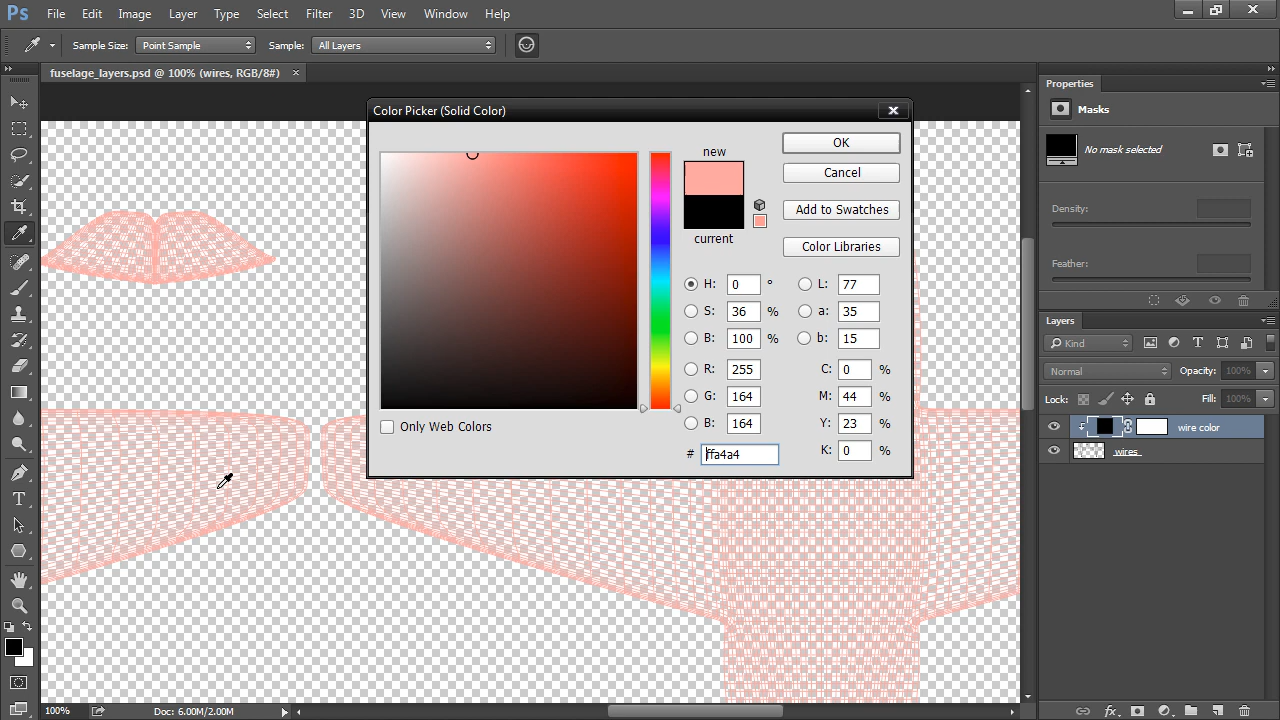 Ps File Edit Image Layer Type Select Filter 3D View Window Help
Sample Size: Point Sample Sample: All Layers
fuselage_layers.psd @ 100% (wires, RGB/8#) ×
Color Picker (Solid Color)
new
current
OK
Cancel
Add to Swatches
Color Libraries
H: 0 ° L: 77
S: 36 % a: 35
B: 100 % b: 15
R: 255 C: 0 %
G: 164 M: 44 %
B: 164 Y: 23 %
# ffa4a4 K: 0 %
Only Web Colors
Properties
Masks
No mask selected
Density:
Feather:
Layers
Kind
Normal Opacity: 100%
Lock: Fill: 100%
wire color
wires
100% Doc: 6.00M/2.00M
fx